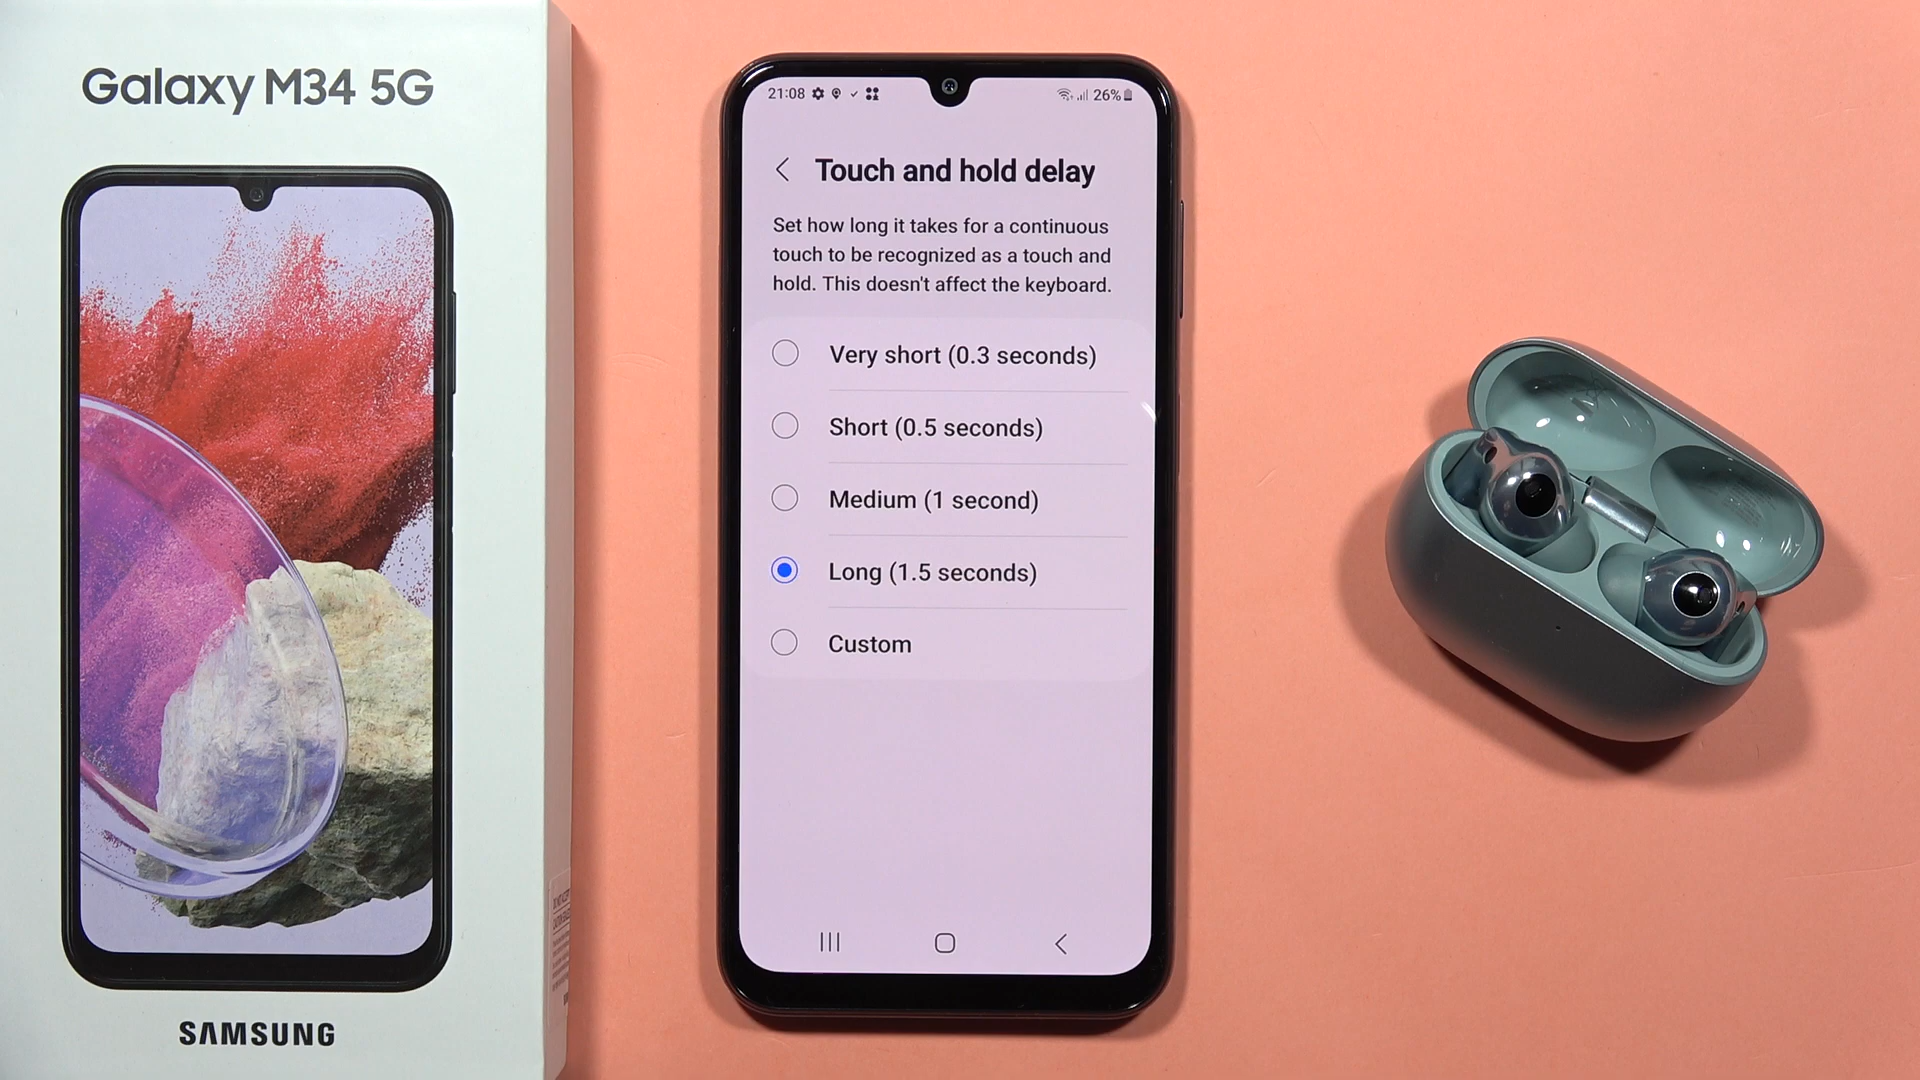 Galaxy M34 5G
SAMSUNG
21:08
26%
Touch and hold delay
Set how long it takes for a continuous
touch to be recognized as a touch and
hold. This doesn't affect the keyboard.
Very short (0.3 seconds)
Short (0.5 seconds)
Medium (1 second)
Long (1.5 seconds)
Custom